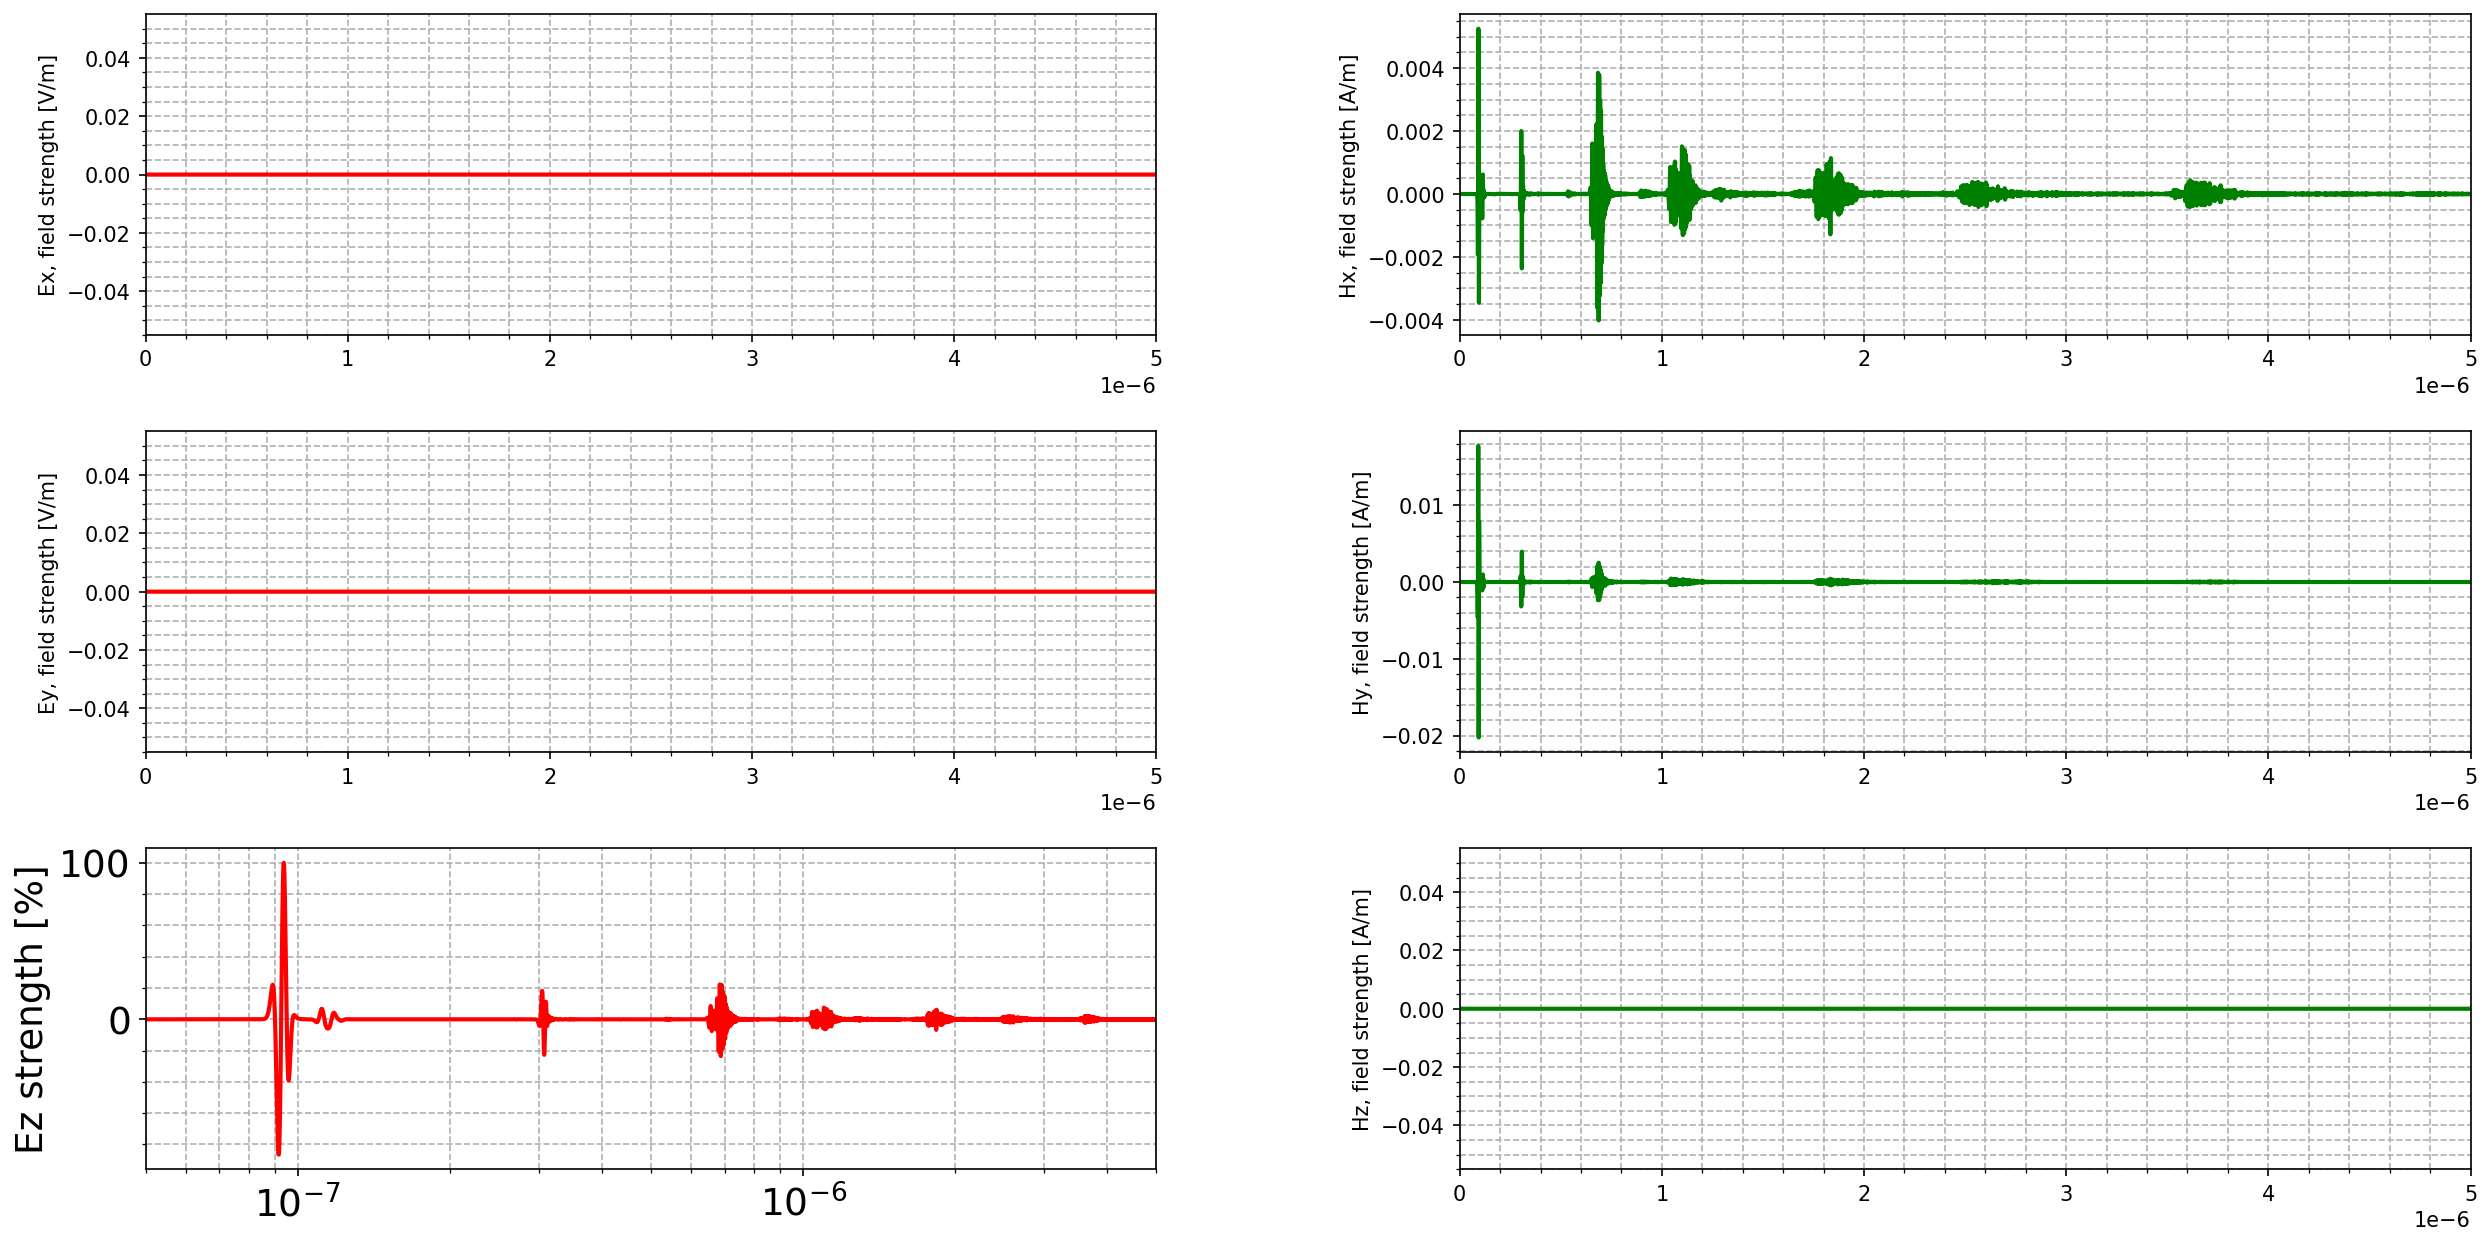 Ex, field strength [V/m]
0.04
0.02
0.00
−0.02
−0.04
0 1 2 3 4 5
1e−6
Hx, field strength [A/m]
0.004
0.002
0.000
−0.002
−0.004
0 1 2 3 4 5
1e−6
Ey, field strength [V/m]
0.04
0.02
0.00
−0.02
−0.04
0 1 2 3 4 5
1e−6
Hy, field strength [A/m]
0.01
0.00
−0.01
−0.02
0 1 2 3 4 5
1e−6
Ez strength [%]
100
0
10⁻⁷ 10⁻⁶
Hz, field strength [A/m]
0.04
0.02
0.00
−0.02
−0.04
0 1 2 3 4 5
1e−6